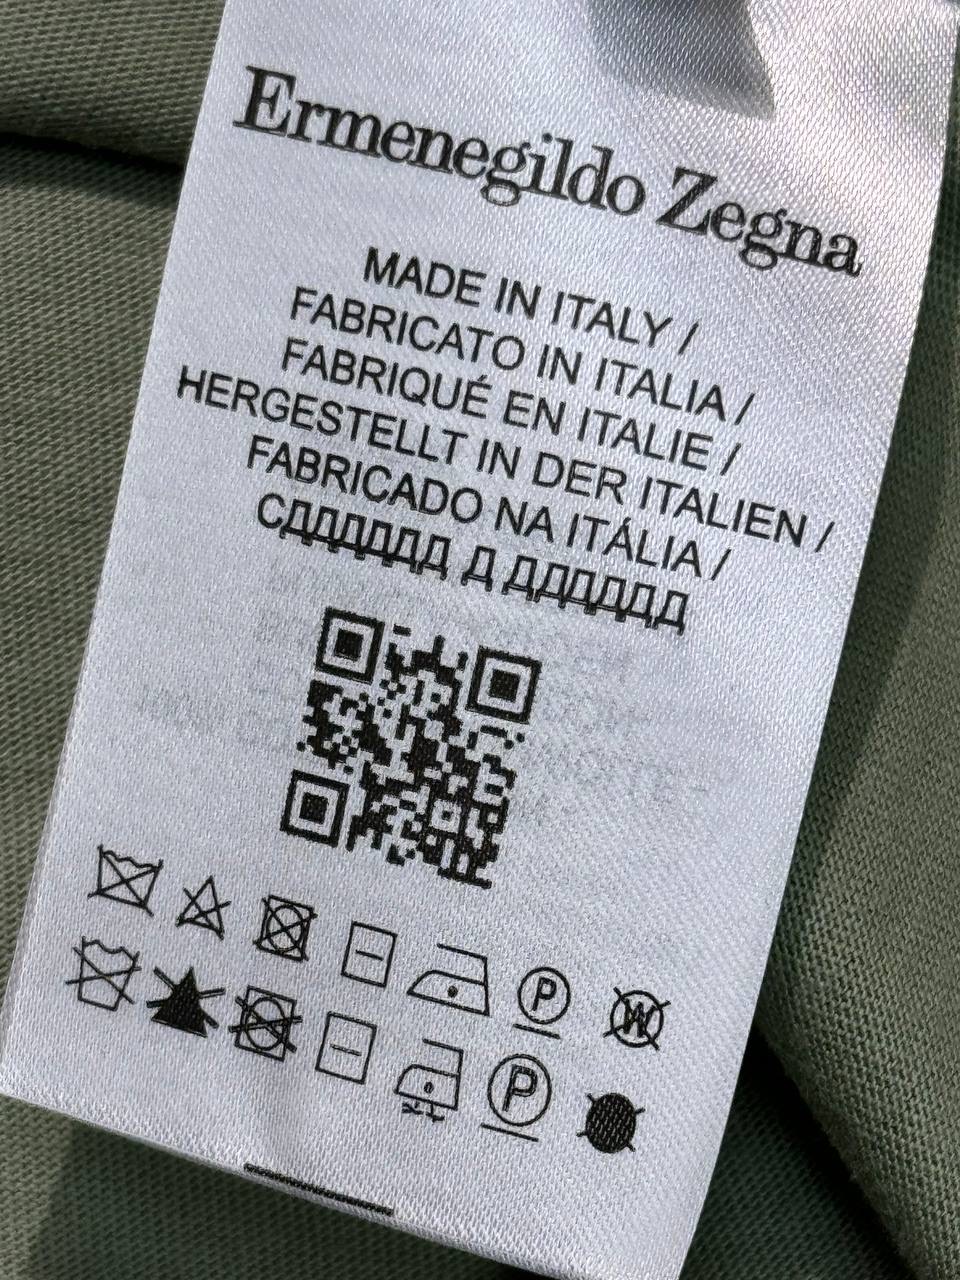 Ermenegildo Zegna
MADE IN ITALY /
FABRICATO IN ITALIA /
FABRIQUÉ EN ITALIE /
HERGESTELLT IN DER ITALIEN /
FABRICADO NA ITÁLIA /
СДДДДДД Д ДДДДДД
P W
P